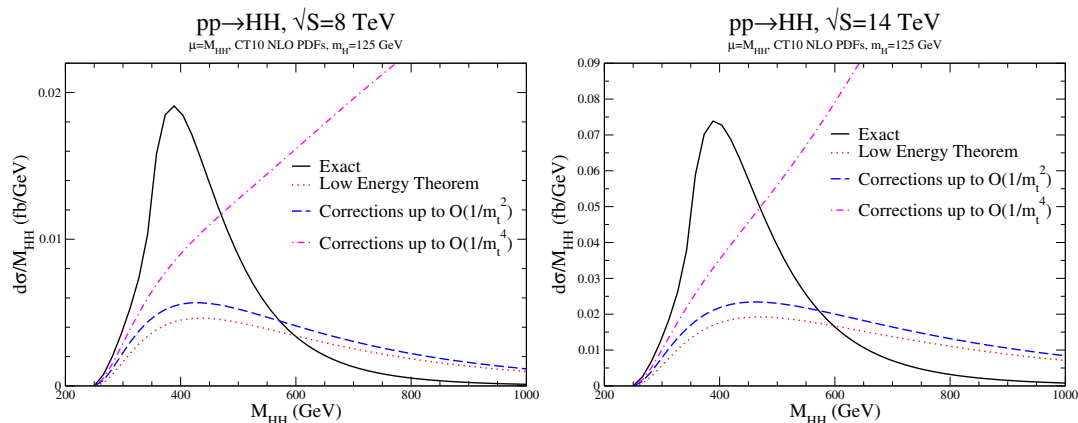 pp→HH, √S=8 TeV
μ=M_HH, CT10 NLO PDFs, m_H=125 GeV
0.02
0.01
0
dσ/M_HH (fb/GeV)
Exact
Low Energy Theorem
Corrections up to O(1/m_t^2)
Corrections up to O(1/m_t^4)
200 400 600 800 1000
M_HH (GeV)
pp→HH, √S=14 TeV
μ=M_HH, CT10 NLO PDFs, m_H=125 GeV
0.09
0.08
0.07
0.06
0.05
0.04
0.03
0.02
0.01
0
dσ/M_HH (fb/GeV)
Exact
Low Energy Theorem
Corrections up to O(1/m_t^2)
Corrections up to O(1/m_t^4)
200 400 600 800 1000
M_HH (GeV)